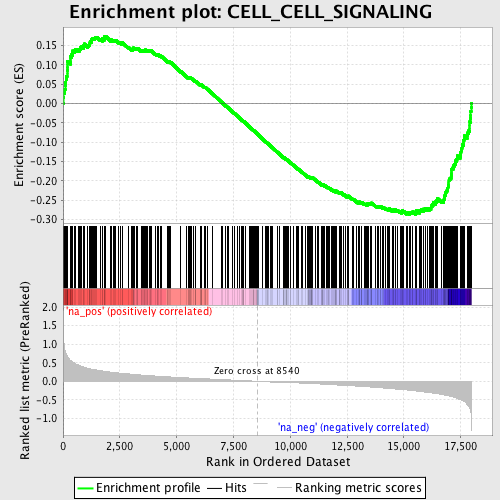 Enrichment plot: CELL_CELL_SIGNALING
Enrichment score (ES)
0.15
0.10
0.05
0.00
-0.05
-0.10
-0.15
-0.20
-0.25
-0.30
Ranked list metric (PreRanked)
'na_pos' (positively correlated)
2.0
1.5
1.0
0.5
0.0
-0.5
-1.0
Zero cross at 8540
'na_neg' (negatively correlated)
0
2,500
5,000
7,500
10,000
12,500
15,000
17,500
Rank in Ordered Dataset
Enrichment profile
Hits
Ranking metric scores